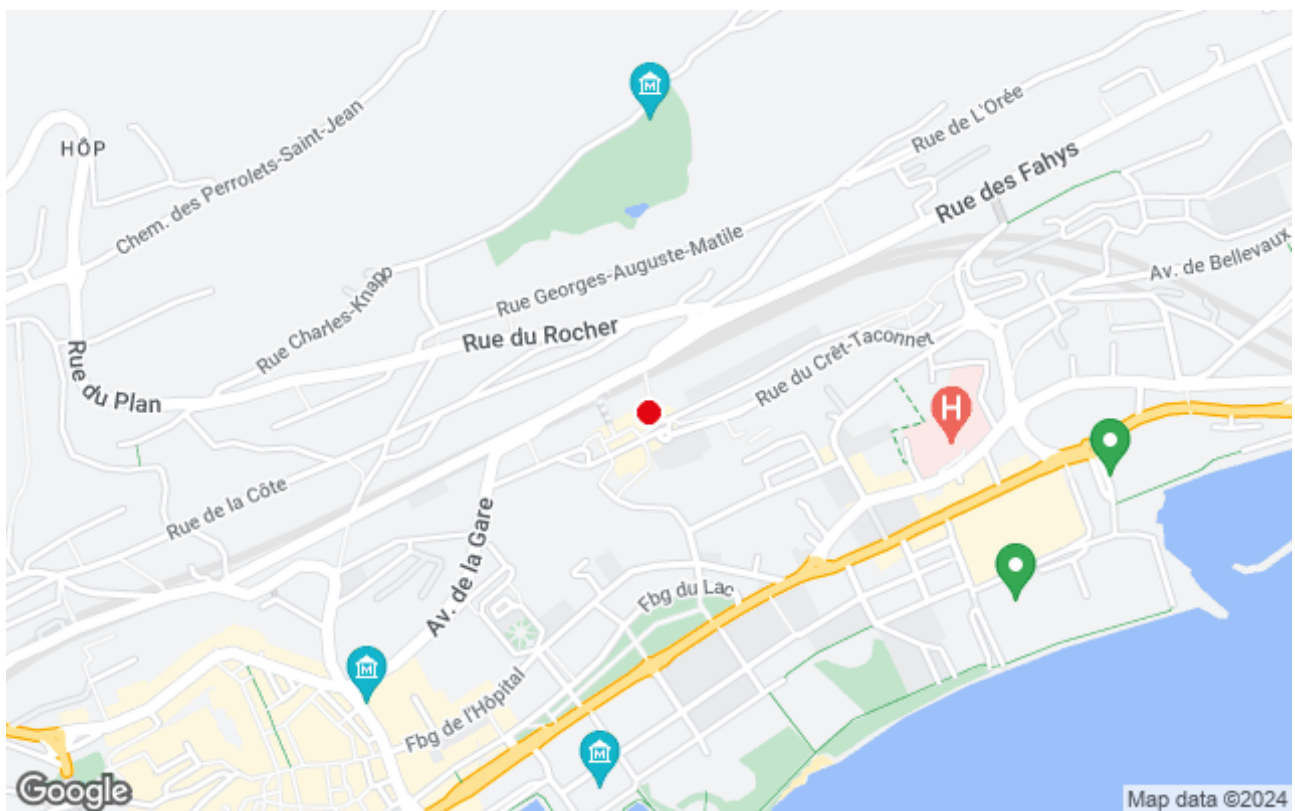 HÔP
Chem. des Perrolets-Saint-Jean
M
Rue de L'Orée
Rue des Fahys
Av. de Bellevaux
Rue Georges-Auguste-Matile
Rue Charles-Knapp
Rue du Rocher
Rue du Plan
Rue du Crêt-Taconnet
H
Rue de la Côte
Av. de la Gare
Fbg du Lac
M
Fbg de l'Hôpital
M
Google
Map data ©2024